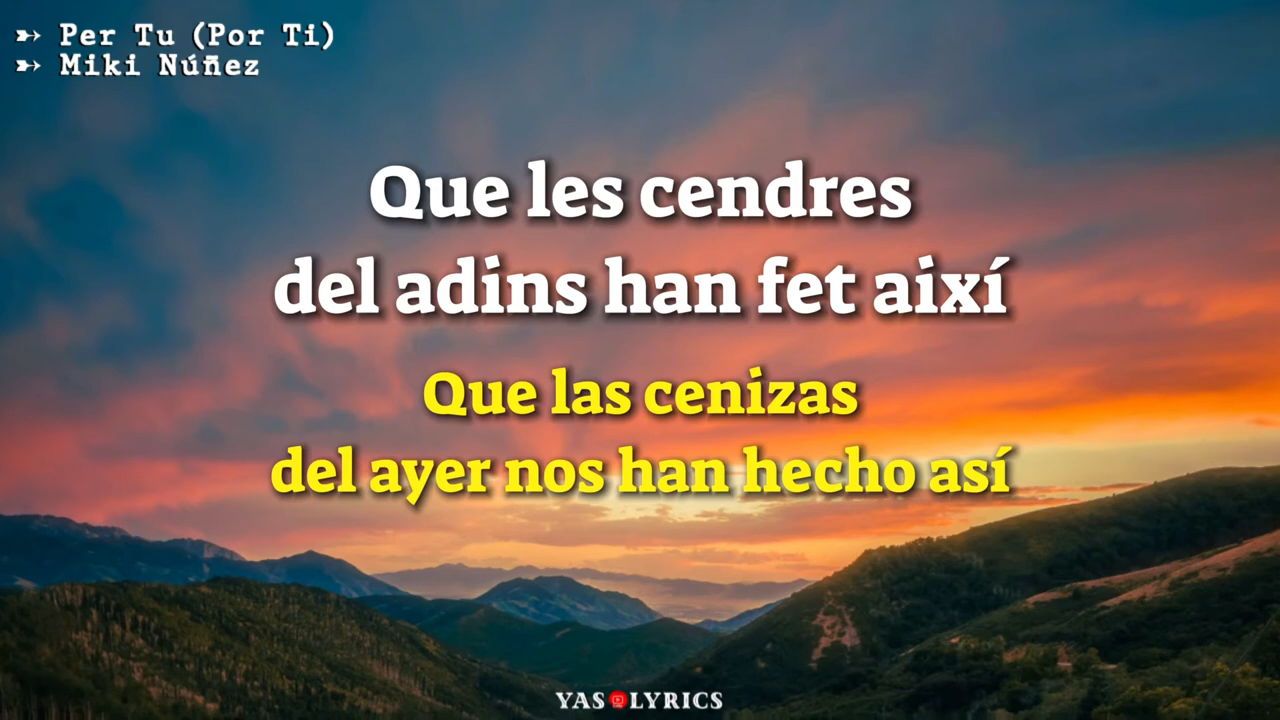 ➳ Per Tu (Por Ti)
➳ Miki Núñez
Que les cendres
del adins han fet així
Que las cenizas
del ayer nos han hecho así
YAS LYRICS